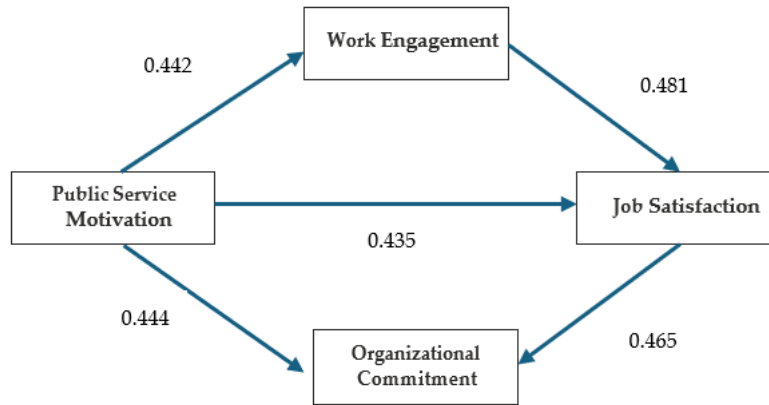 Work Engagement
0.442
0.481
Public Service
Motivation
Job Satisfaction
0.435
0.444
0.465
Organizational
Commitment